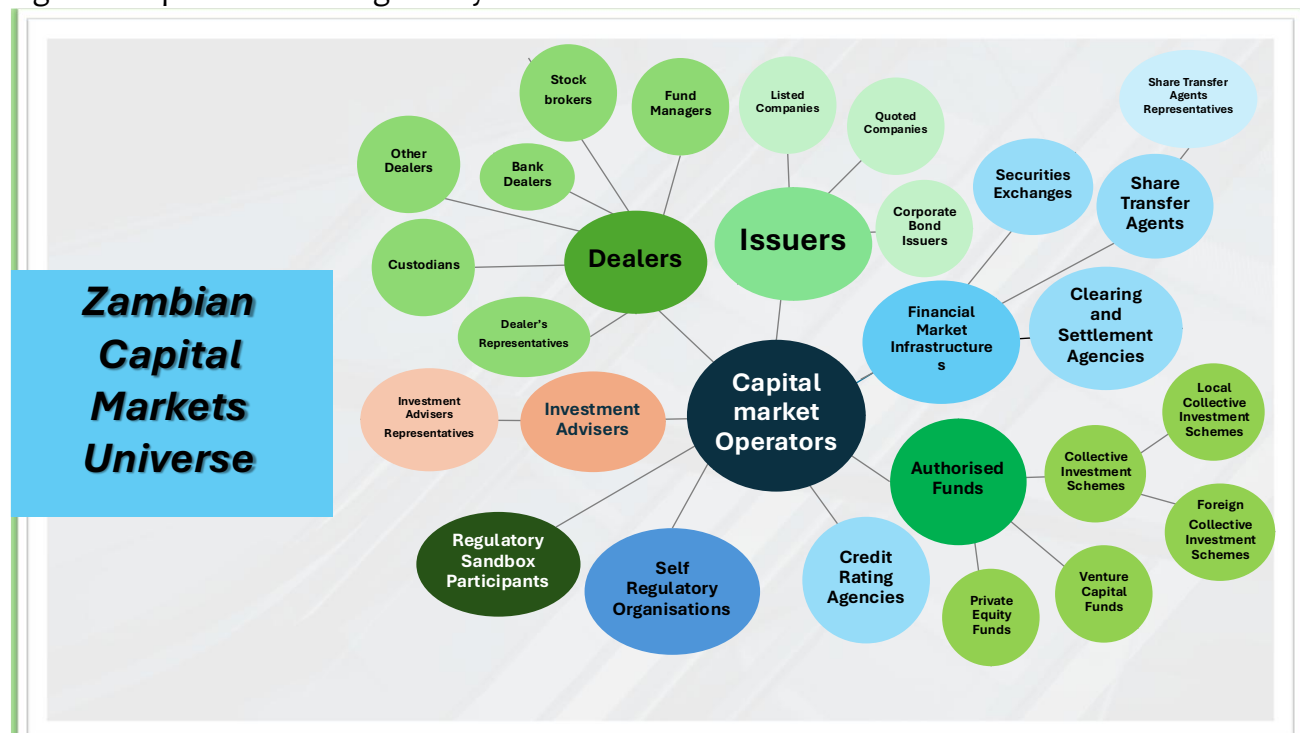 Zambian
Capital
Markets
Universe
Stock
brokers
Fund
Managers
Listed
Companies
Quoted
Companies
Share Transfer
Agents
Representatives
Other
Dealers
Bank
Dealers
Securities
Exchanges
Share
Transfer
Agents
Corporate
Bond
Issuers
Issuers
Dealers
Custodians
Clearing
and
Settlement
Agencies
Financial
Market
Infrastructure
s
Dealer's
Representatives
Capital
market
Operators
Investment
Advisers
Representatives
Investment
Advisers
Local
Collective
Investment
Schemes
Authorised
Funds
Collective
Investment
Schemes
Foreign
Collective
Investment
Schemes
Regulatory
Sandbox
Participants
Self
Regulatory
Organisations
Credit
Rating
Agencies
Private
Equity
Funds
Venture
Capital
Funds